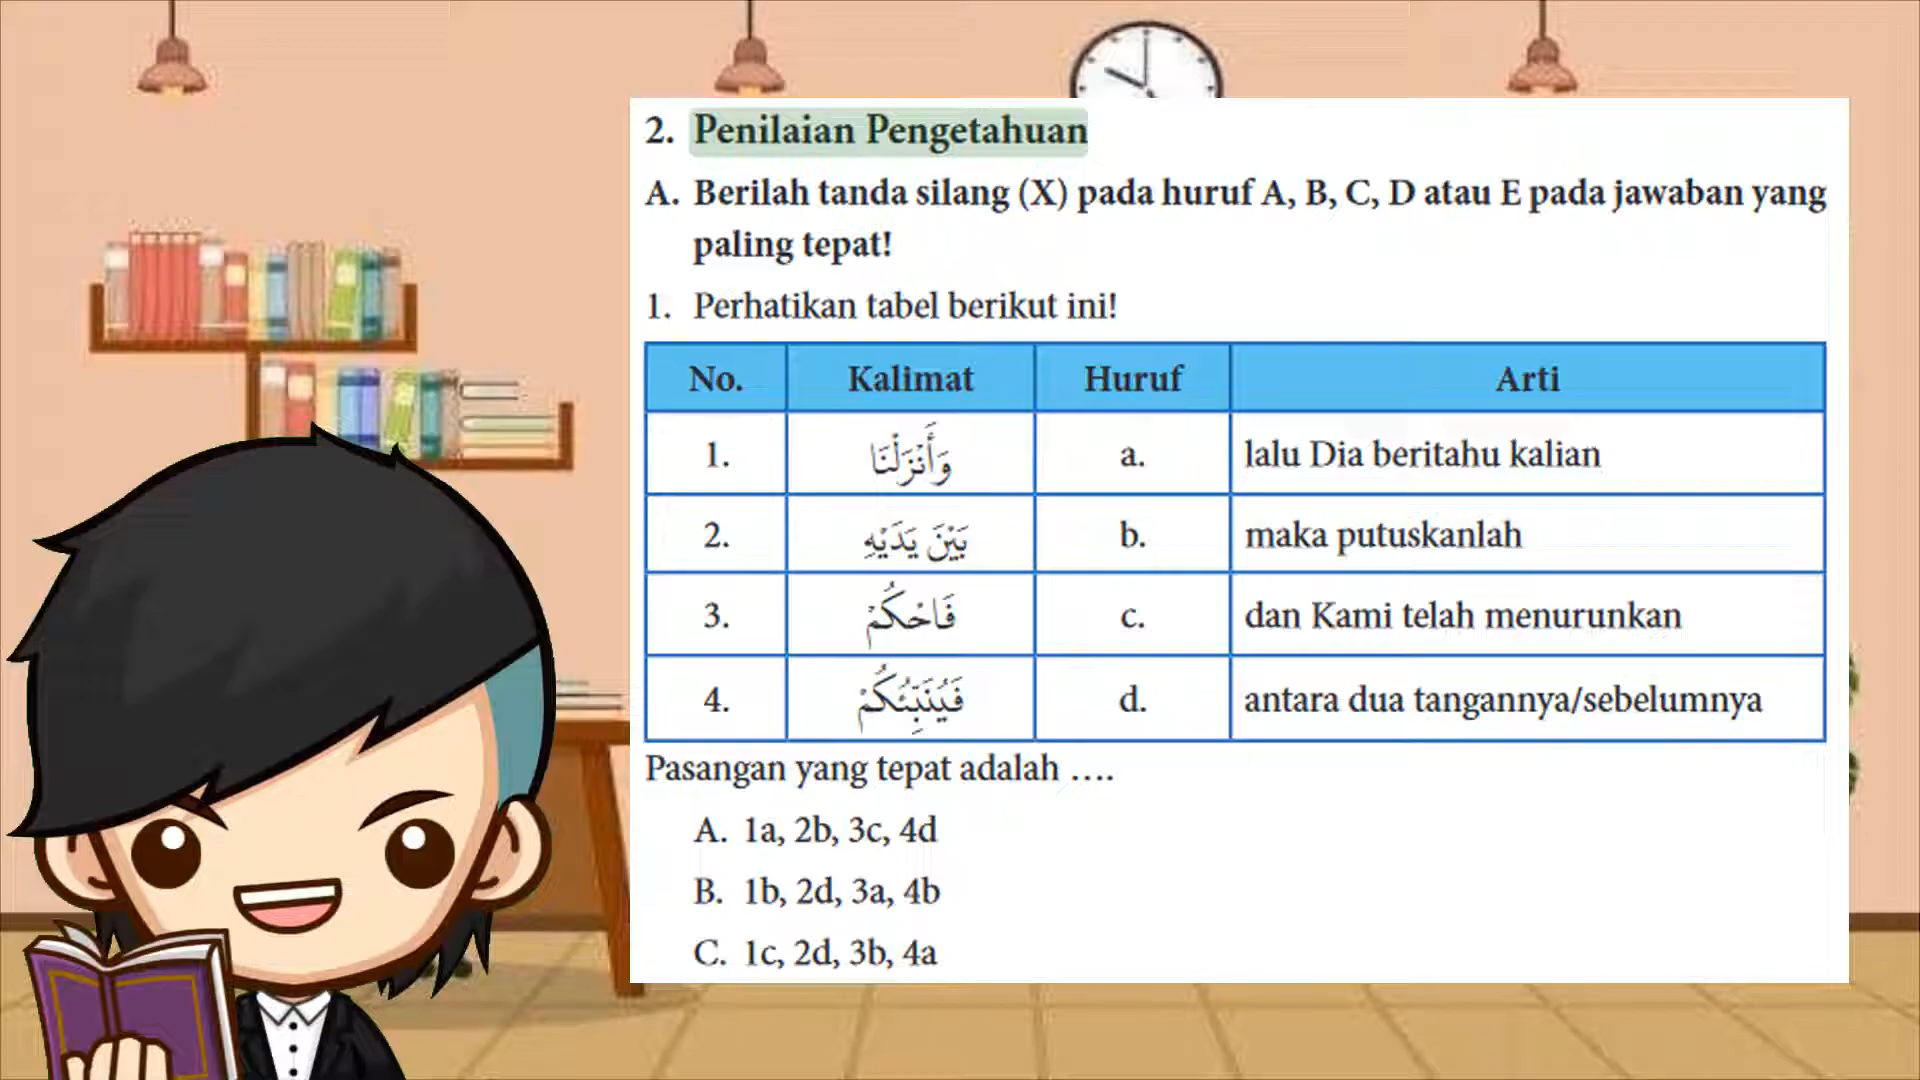 2. Penilaian Pengetahuan
A. Berilah tanda silang (X) pada huruf A, B, C, D atau E pada jawaban yang
paling tepat!
1. Perhatikan tabel berikut ini!
No. Kalimat Huruf Arti
1. وَأَنْزَلْنَا a. lalu Dia beritahu kalian
2. بَيْنَ يَدَيْهِ b. maka putuskanlah
3. فَاحْكُمْ c. dan Kami telah menurunkan
4. فَيُنَبِّئُكُمْ d. antara dua tangannya/sebelumnya
Pasangan yang tepat adalah ....
A. 1a, 2b, 3c, 4d
B. 1b, 2d, 3a, 4b
C. 1c, 2d, 3b, 4a